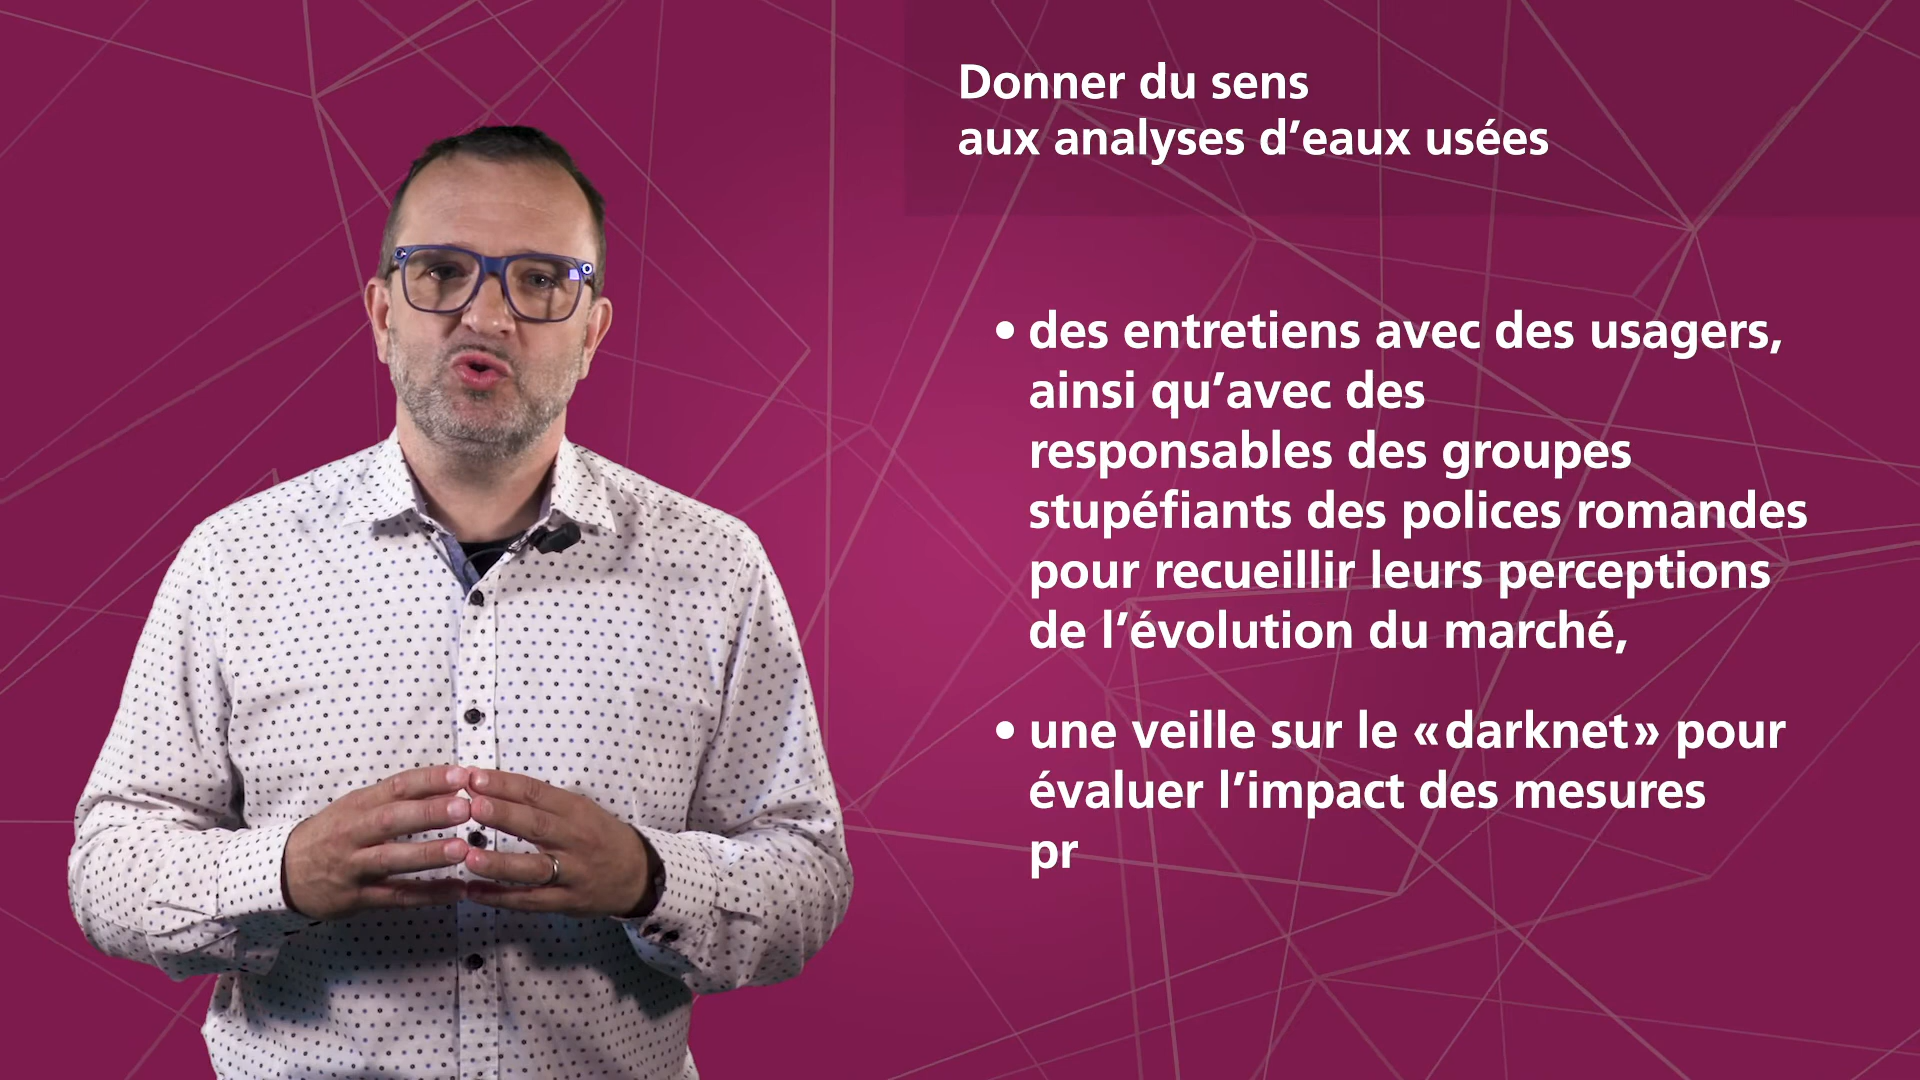 Donner du sens
aux analyses d’eaux usées
• des entretiens avec des usagers,
ainsi qu’avec des
responsables des groupes
stupéfiants des polices romandes
pour recueillir leurs perceptions
de l’évolution du marché,
• une veille sur le «darknet» pour
évaluer l’impact des mesures
pr